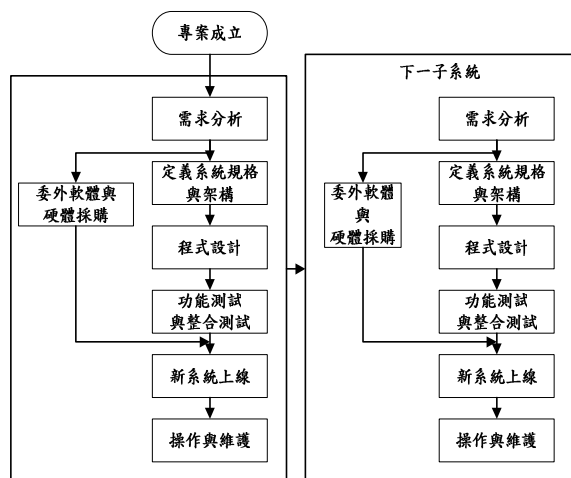 專案成立
需求分析
定義系統規格
與架構
委外軟體與
硬體採購
程式設計
功能測試
與整合測試
新系統上線
操作與維護
下一子系統
需求分析
定義系統規格
與架構
委外軟體
與
硬體採購
程式設計
功能測試
與整合測試
新系統上線
操作與維護